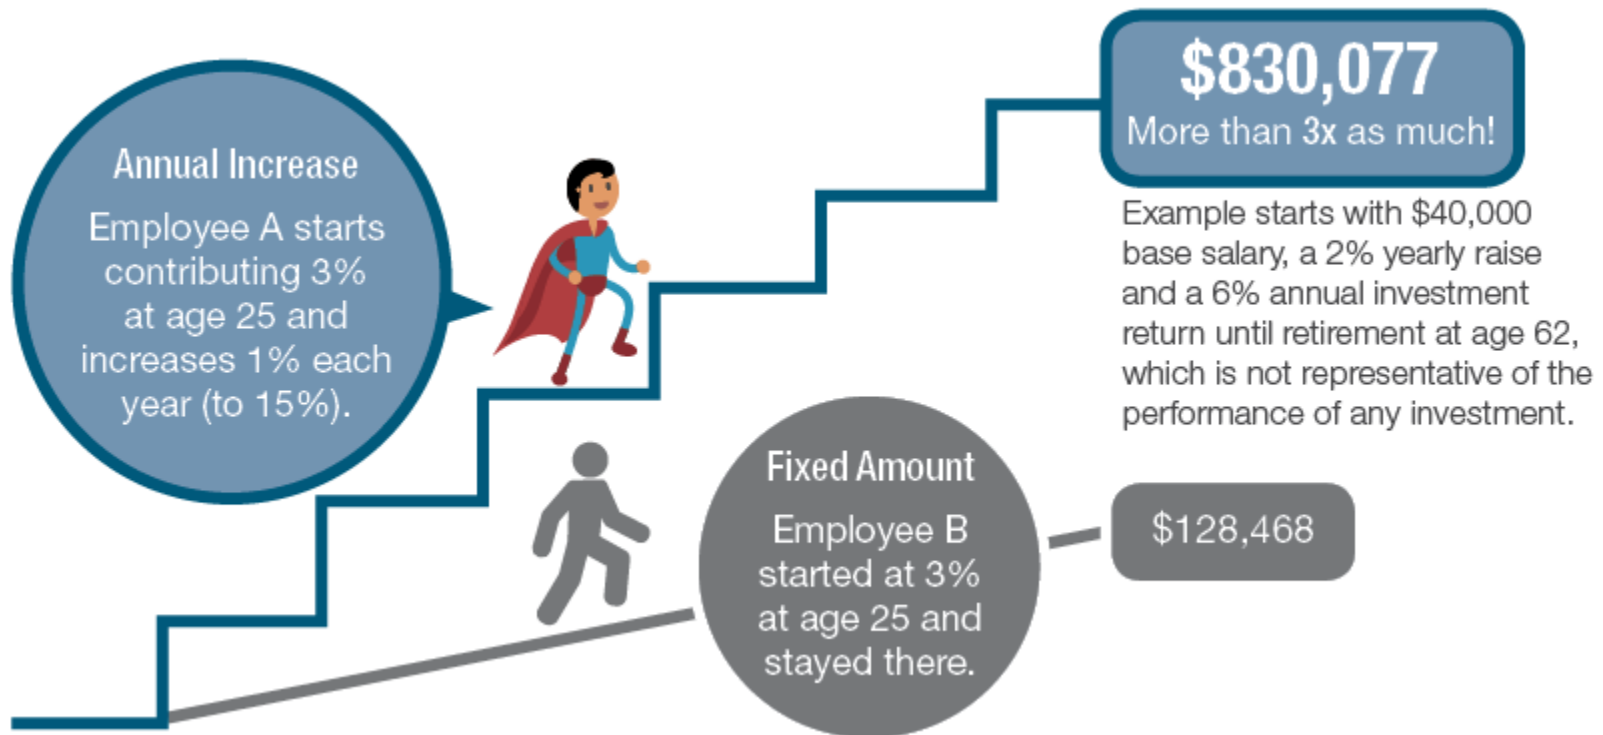 Annual Increase
Employee A starts
contributing 3%
at age 25 and
increases 1% each
year (to 15%).
$830,077
More than 3x as much!
Example starts with $40,000
base salary, a 2% yearly raise
and a 6% annual investment
return until retirement at age 62,
which is not representative of the
performance of any investment.
Fixed Amount
Employee B
started at 3%
at age 25 and
stayed there.
$128,468